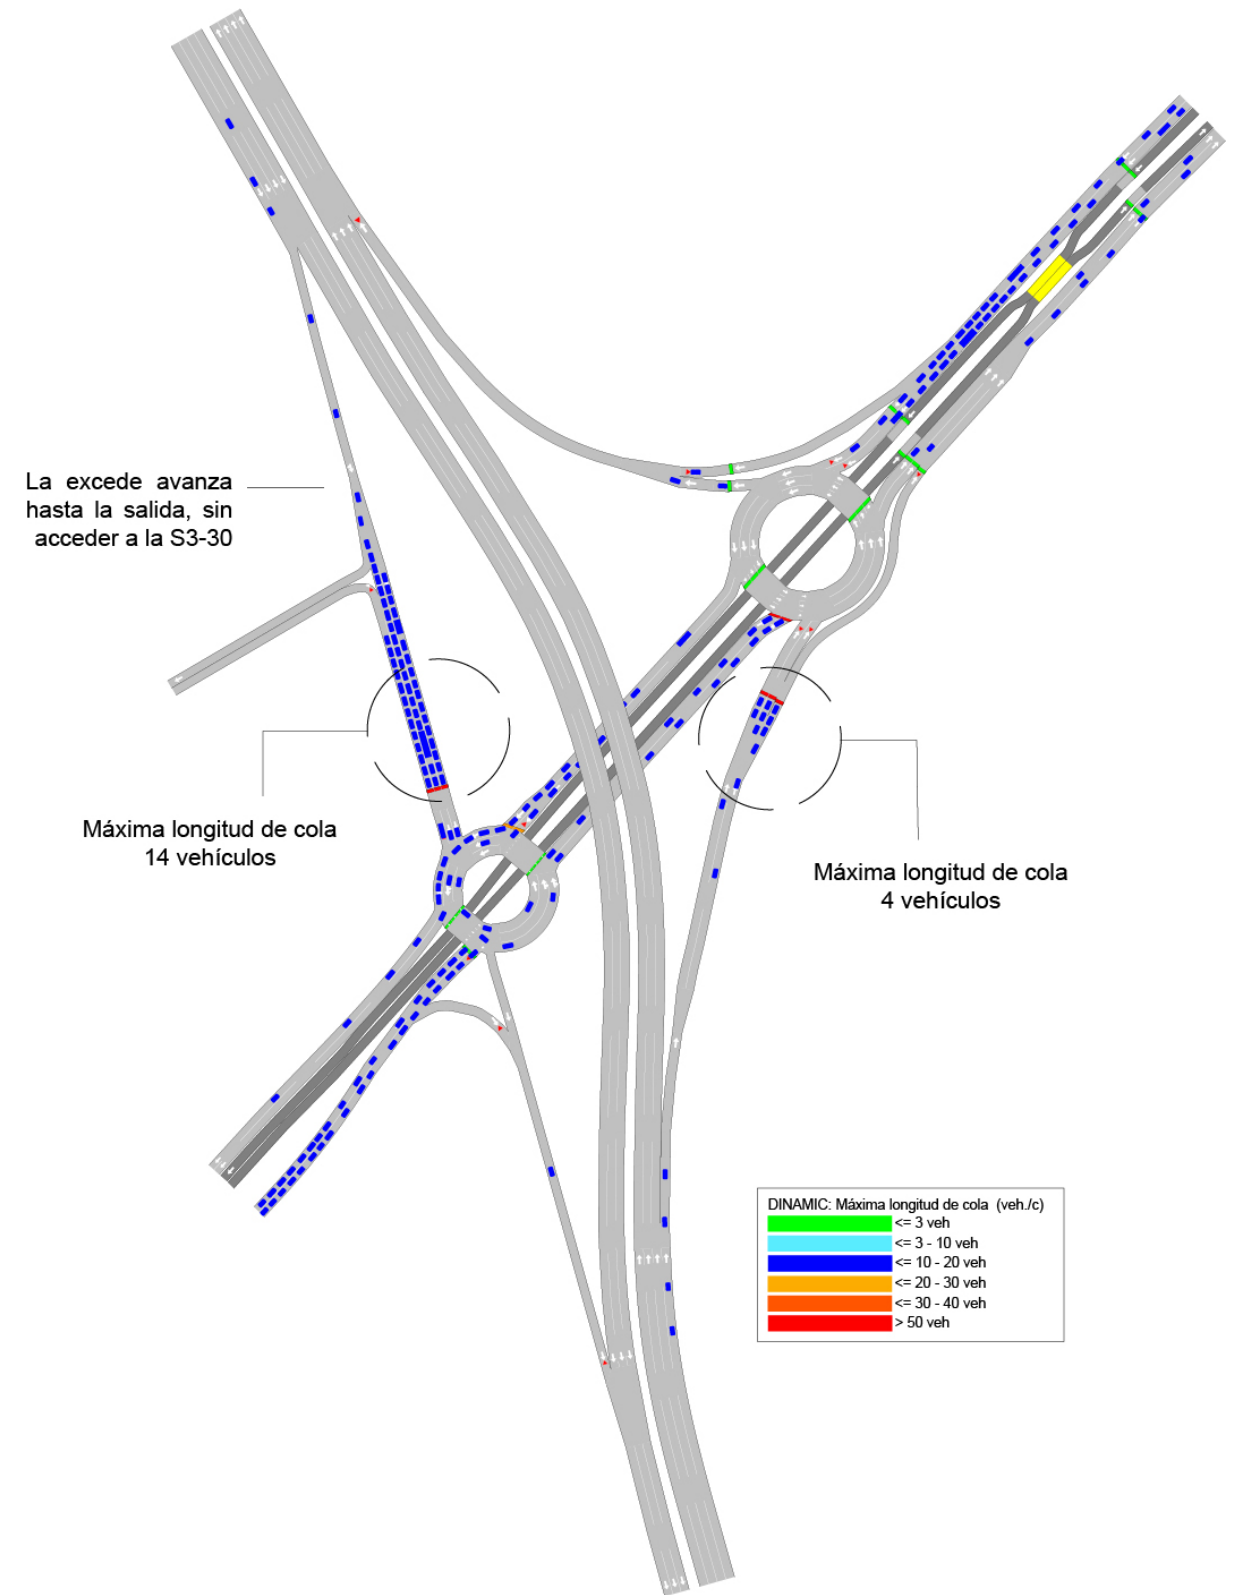 La excede avanza
hasta la salida, sin
acceder a la S3-30
Máxima longitud de cola
14 vehículos
Máxima longitud de cola
4 vehículos
DINAMIC: Máxima longitud de cola (veh./c)
<= 3 veh
<= 3 - 10 veh
<= 10 - 20 veh
<= 20 - 30 veh
<= 30 - 40 veh
> 50 veh